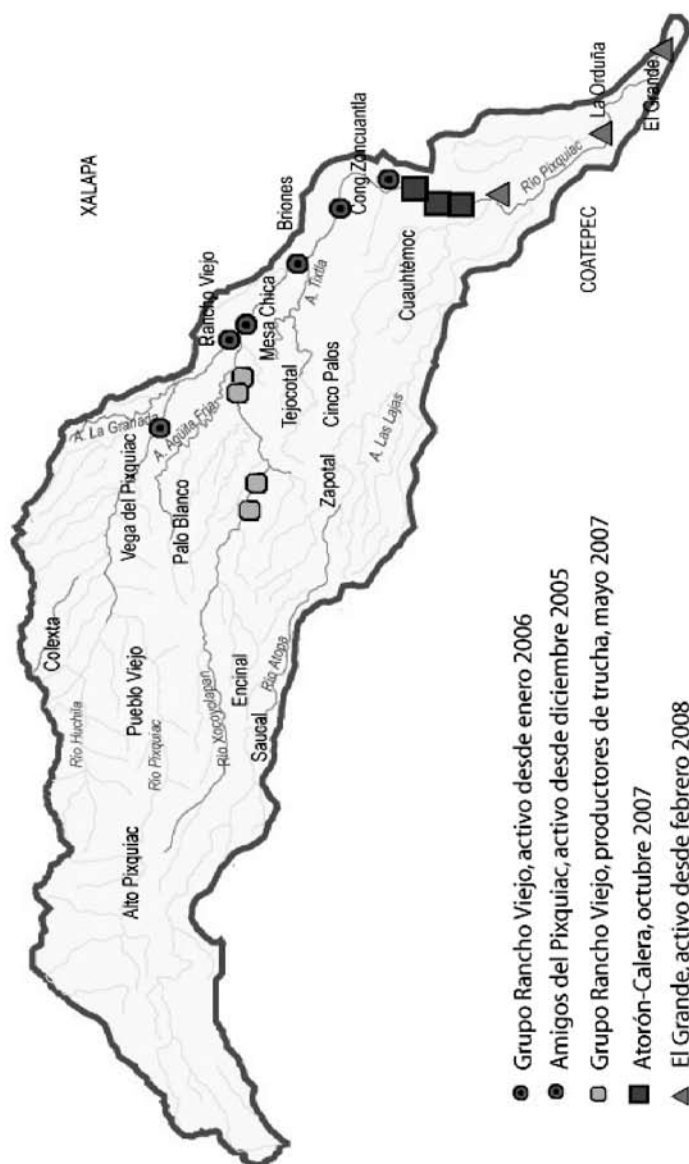 XALAPA
Rancho Viejo
Briones
Cong Zoncuantla
La Orduña
El Grande
Río Pixquiac
COATEPEC
Cuauhtémoc
A. Tixtla
Mesa Chica
Tejocotal
Cinco Palos
A. Las Lajas
Zapotal
A. La Granada
A. Agüita Fría
Vega del Pixquiac
Palo Blanco
Colexta
Río Huchila
Pueblo Viejo
Río Pixquiac
Río Xocoyolapan
Encinal
Saucal
Río Atopa
Alto Pixquiac
Grupo Rancho Viejo, activo desde enero 2006
Amigos del Pixquiac, activo desde diciembre 2005
Grupo Rancho Viejo, productores de trucha, mayo 2007
Atorón-Calera, octubre 2007
El Grande, activo desde febrero 2008